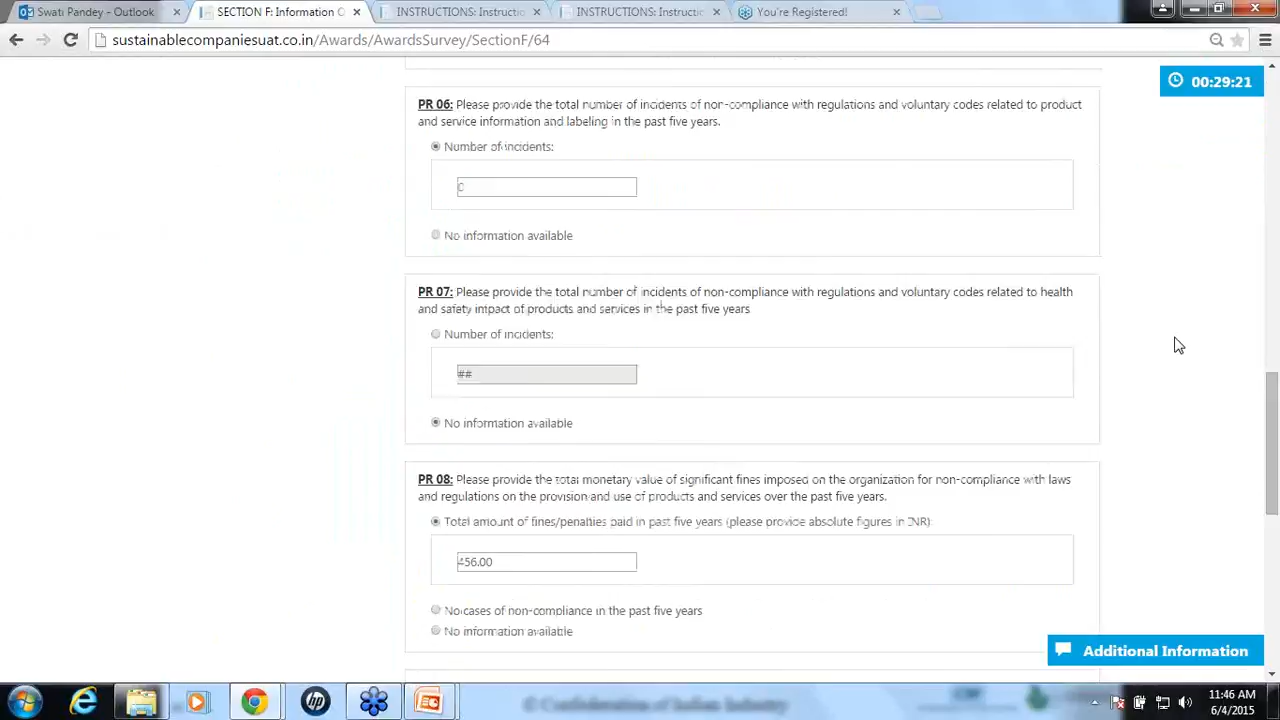 Swati Pandey - Outlook
SECTION F: Information O
INSTRUCTIONS: Instructio
INSTRUCTIONS: Instructio
You're Registered!
sustainablecompaniesuat.co.in/Awards/AwardsSurvey/SectionF/64
00:29:21
PR 06: Please provide the total number of incidents of non-compliance with regulations and voluntary codes related to product
and service information and labeling in the past five years.
Number of incidents:
0
No information available
PR 07: Please provide the total number of incidents of non-compliance with regulations and voluntary codes related to health
and safety impact of products and services in the past five years
Number of incidents:
##
No information available
PR 08: Please provide the total monetary value of significant fines imposed on the organization for non-compliance with laws
and regulations on the provision and use of products and services over the past five years.
Total amount of fines/penalties paid in past five years (please provide absolute figures in INR):
456.00
No cases of non-compliance in the past five years
No information available
Additional Information
11:46 AM
6/4/2015